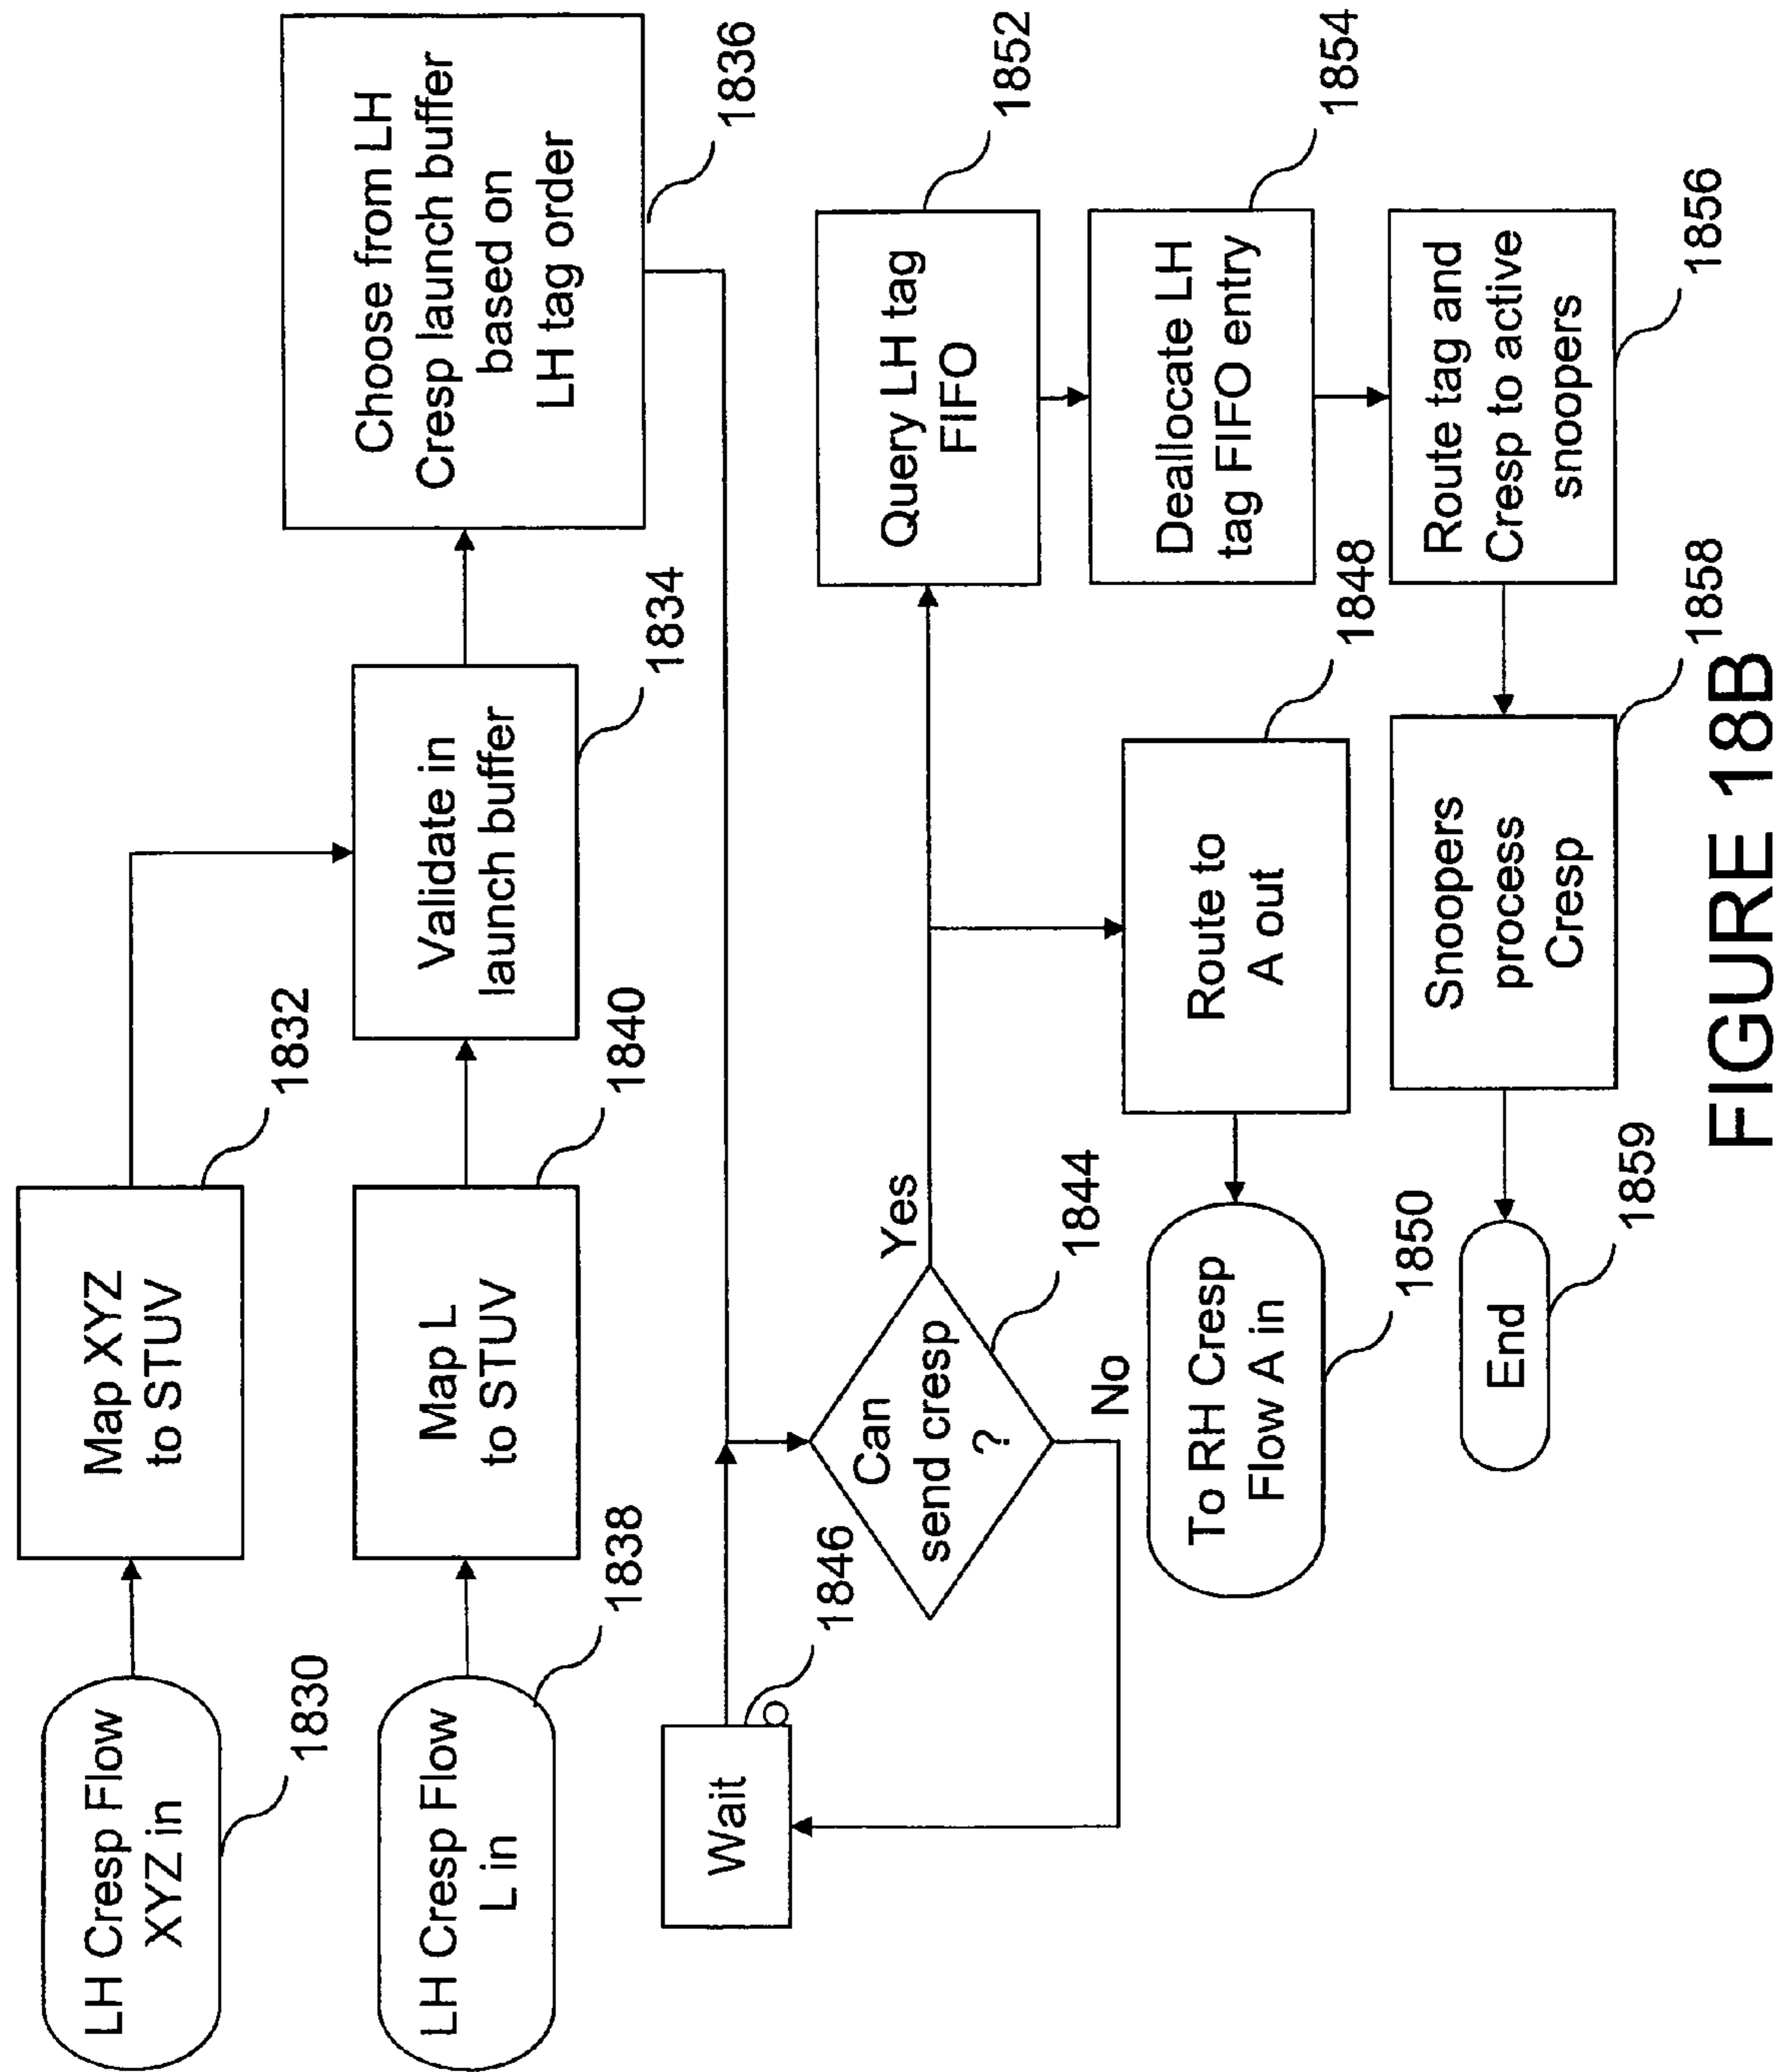 LH Cresp Flow
XYZ in
1830
Map XYZ
to STUV
1832
LH Cresp Flow
L in
1838
Map L
to STUV
1840
Validate in
launch buffer
1834
Choose from LH
Cresp launch buffer
based on
LH tag order
1836
Wait
1846
Can
send cresp
?
1844
Yes
No
Query LH tag
FIFO
1852
Deallocate LH
tag FIFO entry
1854
Route to
A out
1848
To RH Cresp
Flow A in
1850
Route tag and
Cresp to active
snoopers
1856
Snoopers
process
Cresp
1858
End
1859
FIGURE 18B